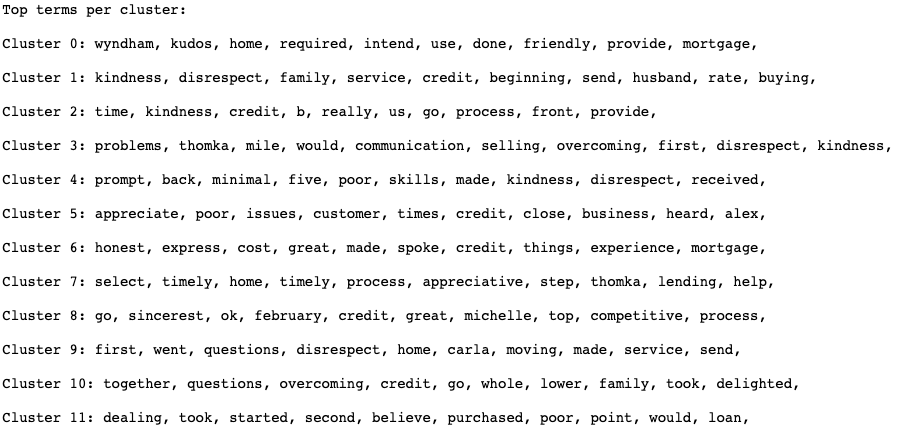 Top terms per cluster:
Cluster 0: wyndham, kudos, home, required, intend, use, done, friendly, provide, mortgage,
Cluster 1: kindness, disrespect, family, service, credit, beginning, send, husband, rate, buying,
Cluster 2: time, kindness, credit, b, really, us, go, process, front, provide,
Cluster 3: problems, thomka, mile, would, communication, selling, overcoming, first, disrespect, kindness,
Cluster 4: prompt, back, minimal, five, poor, skills, made, kindness, disrespect, received,
Cluster 5: appreciate, poor, issues, customer, times, credit, close, business, heard, alex,
Cluster 6: honest, express, cost, great, made, spoke, credit, things, experience, mortgage,
Cluster 7: select, timely, home, timely, process, appreciative, step, thomka, lending, help,
Cluster 8: go, sincerest, ok, february, credit, great, michelle, top, competitive, process,
Cluster 9: first, went, questions, disrespect, home, carla, moving, made, service, send,
Cluster 10: together, questions, overcoming, credit, go, whole, lower, family, took, delighted,
Cluster 11: dealing, took, started, second, believe, purchased, poor, point, would, loan,